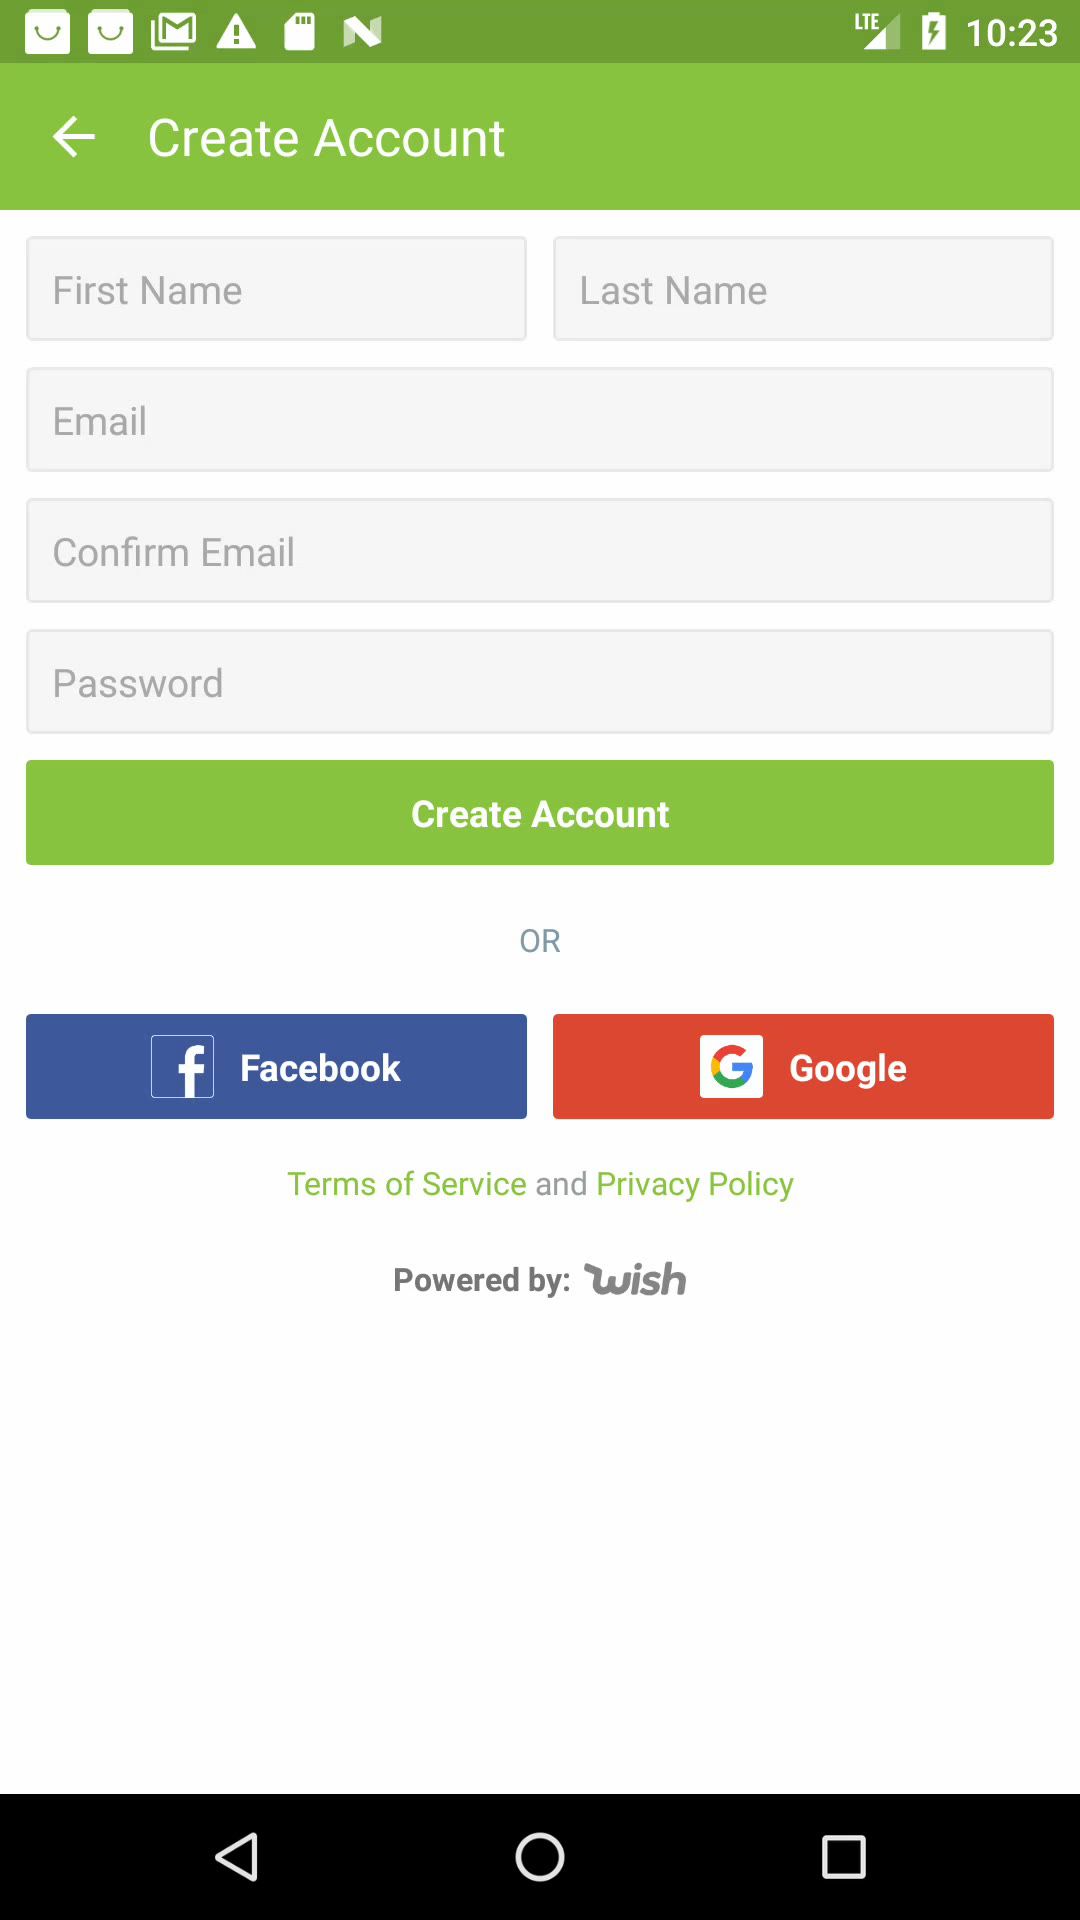 LTE 10:23
Create Account
First Name Last Name
Email
Confirm Email
Password
Create Account
OR
Facebook Google
Terms of Service and Privacy Policy
Powered by: wish